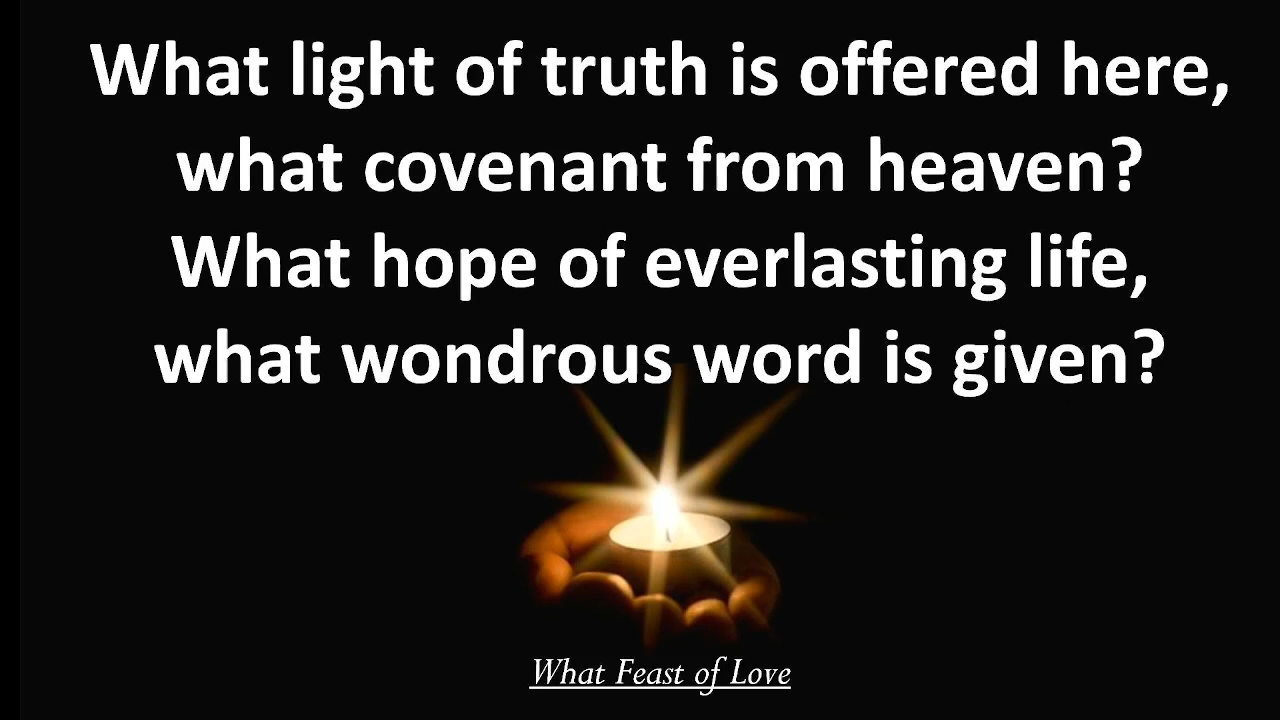 What light of truth is offered here,
what covenant from heaven?
What hope of everlasting life,
what wondrous word is given?
What Feast of Love